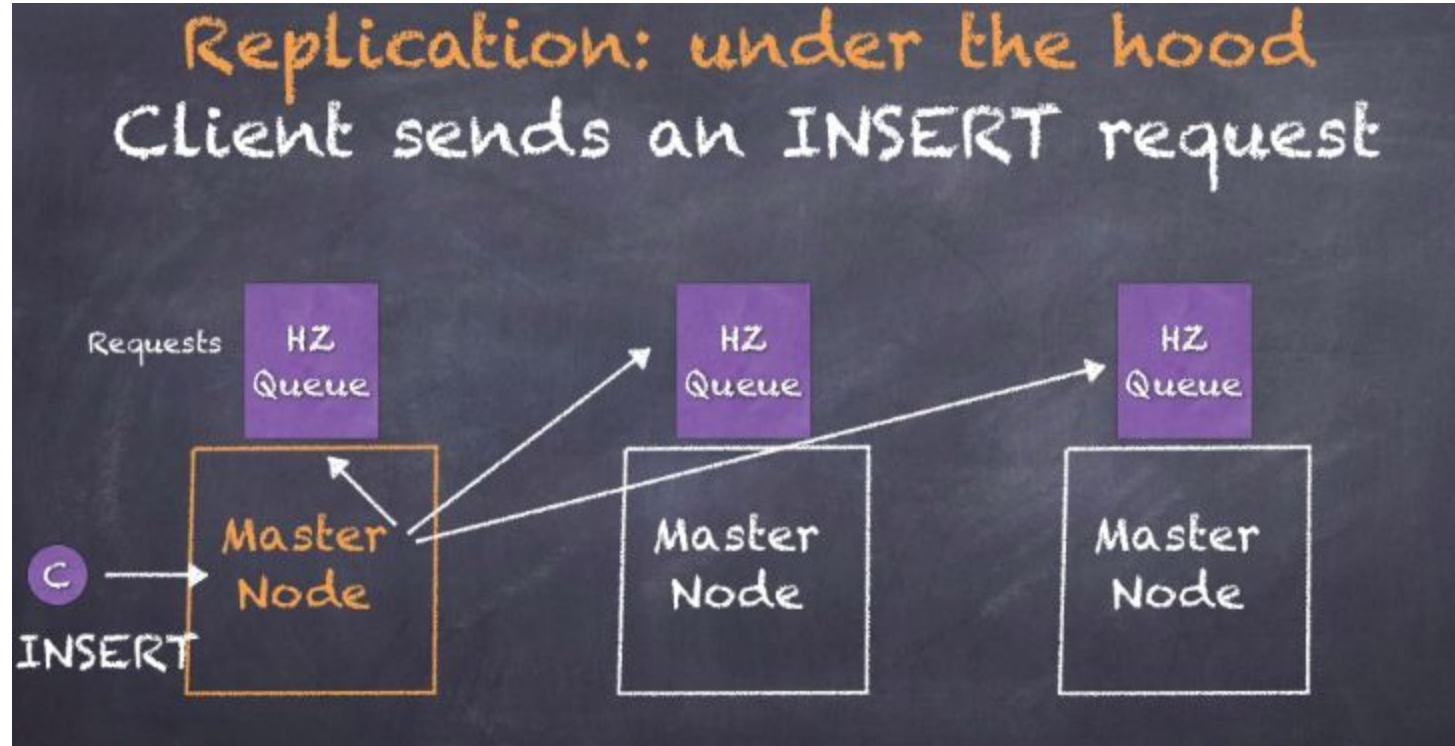 Replication: under the hood
Client sends an INSERT request
Requests
HZ
Queue
HZ
Queue
HZ
Queue
Master
Node
Master
Node
Master
Node
C
INSERT